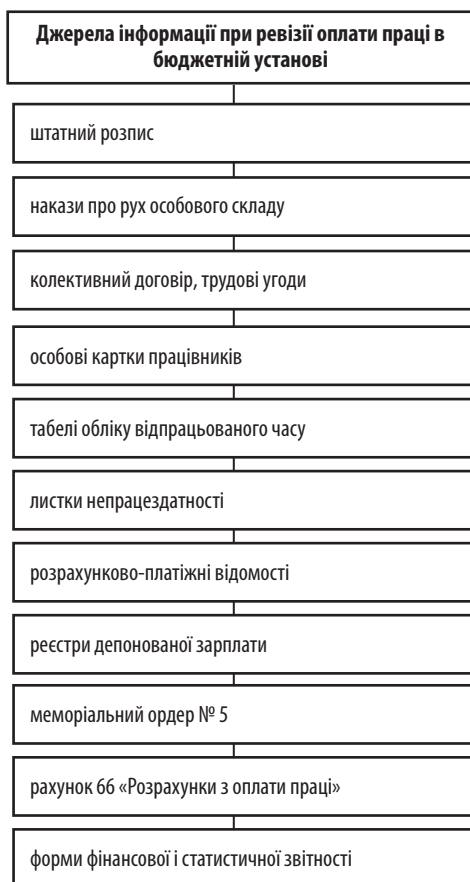 Джерела інформації при ревізії оплати праці в
бюджетній установі
штатний розпис
накази про рух особового складу
колективний договір, трудові угоди
особові картки працівників
табелі обліку відпрацьованого часу
листки непрацездатності
розрахунково-платіжні відомості
реєстри депонованої зарплати
меморіальний ордер № 5
рахунок 66 «Розрахунки з оплати праці»
форми фінансової і статистичної звітності